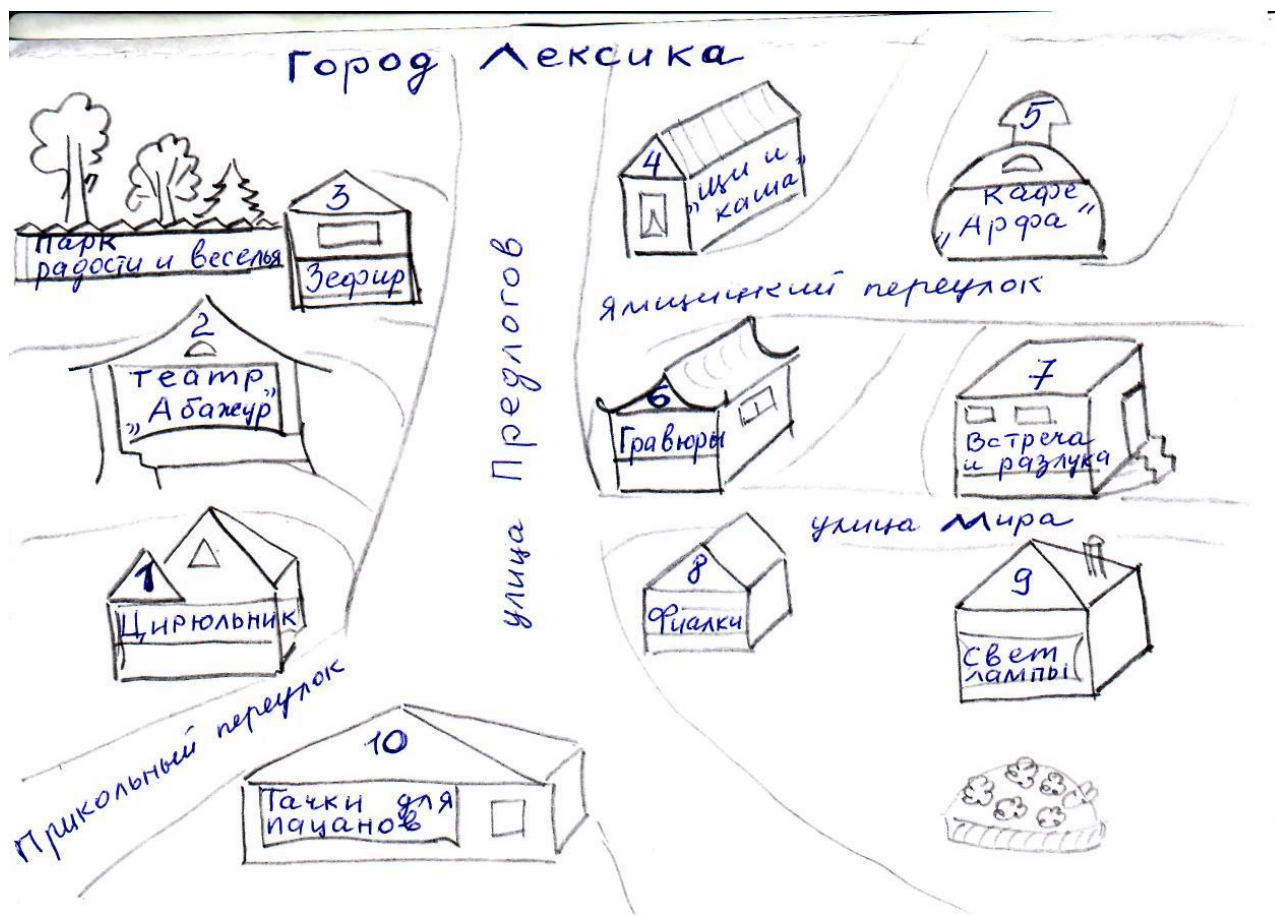 Город Лексика
Парк
радости и веселья
3
Зефир
4
„Щи и
каша"
5
кафе
„Арфа"
улица Предлогов
Ямщицкий переулок
2
театр
„Абажур"
6
Гравюры
7
Встреча
и разлука
улица Мира
1
Цирюльник
8
Фиалки
9
Свет
лампы
Прикольный переулок
10
Тачки для
пацанов